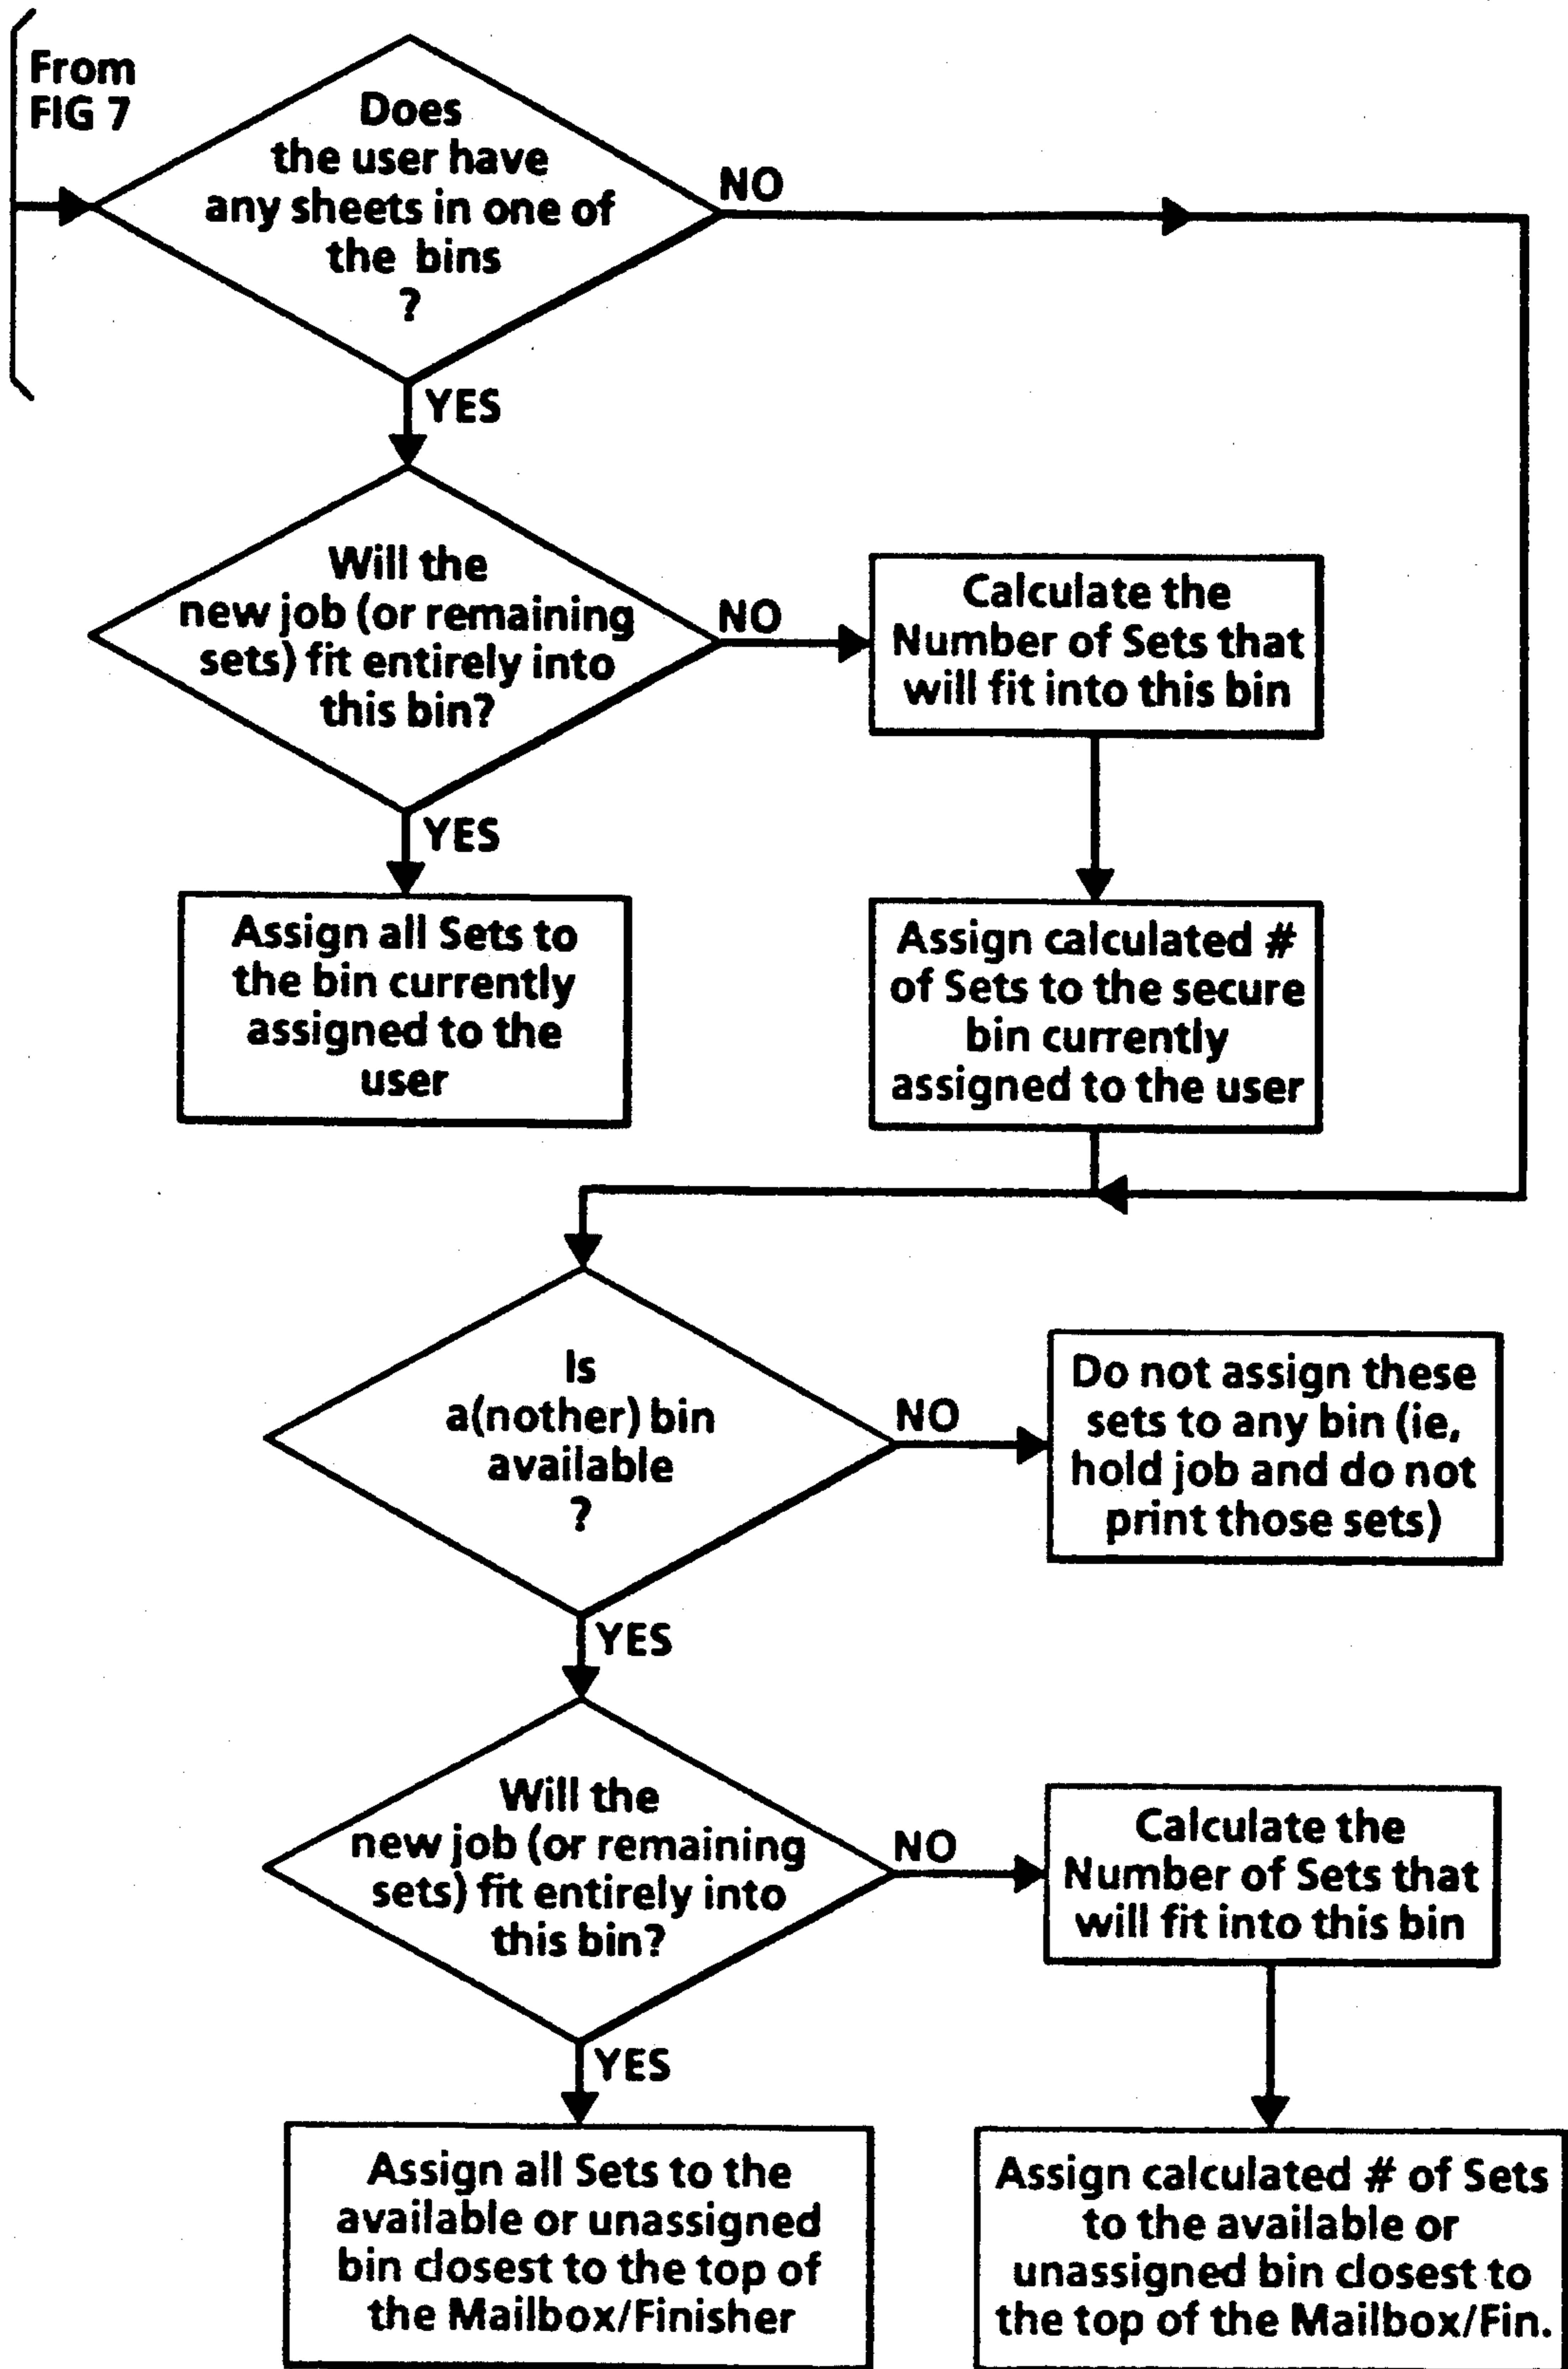 From
FIG 7
Does
the user have
any sheets in one of
the bins
?
NO
YES
Will the
new job (or remaining
sets) fit entirely into
this bin?
NO
Calculate the
Number of Sets that
will fit into this bin
YES
Assign all Sets to
the bin currently
assigned to the
user
Assign calculated #
of Sets to the secure
bin currently
assigned to the user
Is
a(nother) bin
available
?
NO
Do not assign these
sets to any bin (ie,
hold job and do not
print those sets)
YES
Will the
new job (or remaining
sets) fit entirely into
this bin?
NO
Calculate the
Number of Sets that
will fit into this bin
YES
Assign all Sets to the
available or unassigned
bin closest to the top of
the Mailbox/Finisher
Assign calculated # of Sets
to the available or
unassigned bin closest to
the top of the Mailbox/Fin.